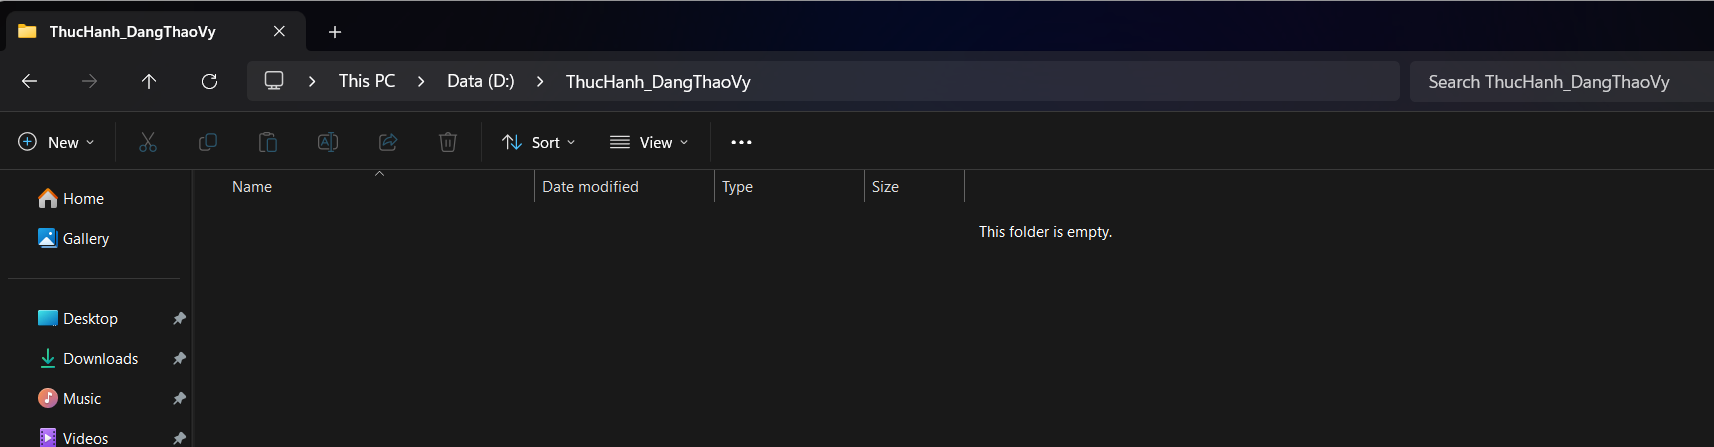 ThucHanh_DangThaoVy
This PC Data (D:) ThucHanh_DangThaoVy Search ThucHanh_DangThaoVy
New Sort View
Name Date modified Type Size
Home
This folder is empty.
Gallery
Desktop
Downloads
Music
Videos